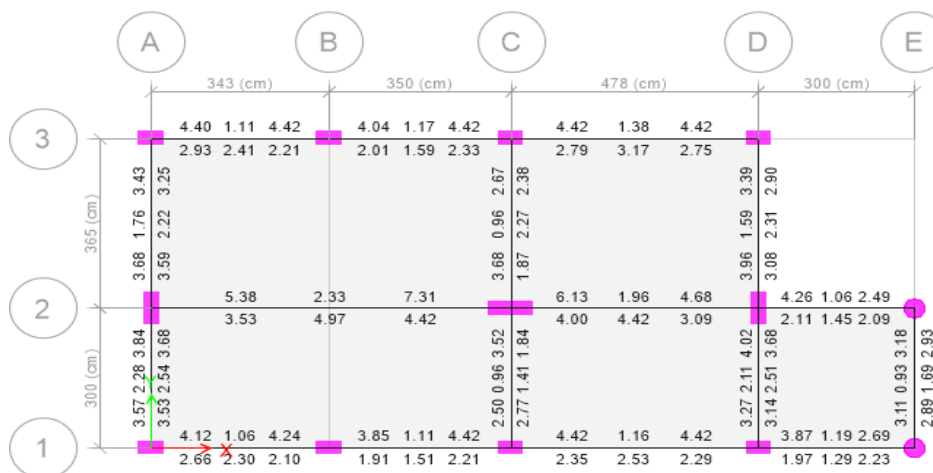 A B C D E
343 (cm) 350 (cm) 478 (cm) 300 (cm)
3
4.40 1.11 4.42 4.04 1.17 4.42 4.42 1.38 4.42
2.93 2.41 2.21 2.01 1.59 2.33 2.79 3.17 2.75
365 (cm)
3.68 1.76 3.43
3.59 2.22 3.25
3.68 0.96 2.67
1.87 2.27 2.38
3.96 1.59 3.39
3.08 2.31 2.90
2
5.38 2.33 7.31 6.13 1.96 4.68 4.26 1.06 2.49
3.53 4.97 4.42 4.00 4.42 3.09 2.11 1.45 2.09
300 (cm)
3.57 2.28 3.84
3.53 2.54 3.68
2.50 0.96 3.52
2.77 1.41 1.84
3.27 2.11 4.02
3.14 2.51 3.68
3.11 0.93 3.18
2.89 1.69 2.93
Y
X
1
4.12 1.06 4.24 3.85 1.11 4.42 4.42 1.16 4.42 3.87 1.19 2.69
2.66 2.30 2.10 1.91 1.51 2.21 2.35 2.53 2.29 1.97 1.29 2.23